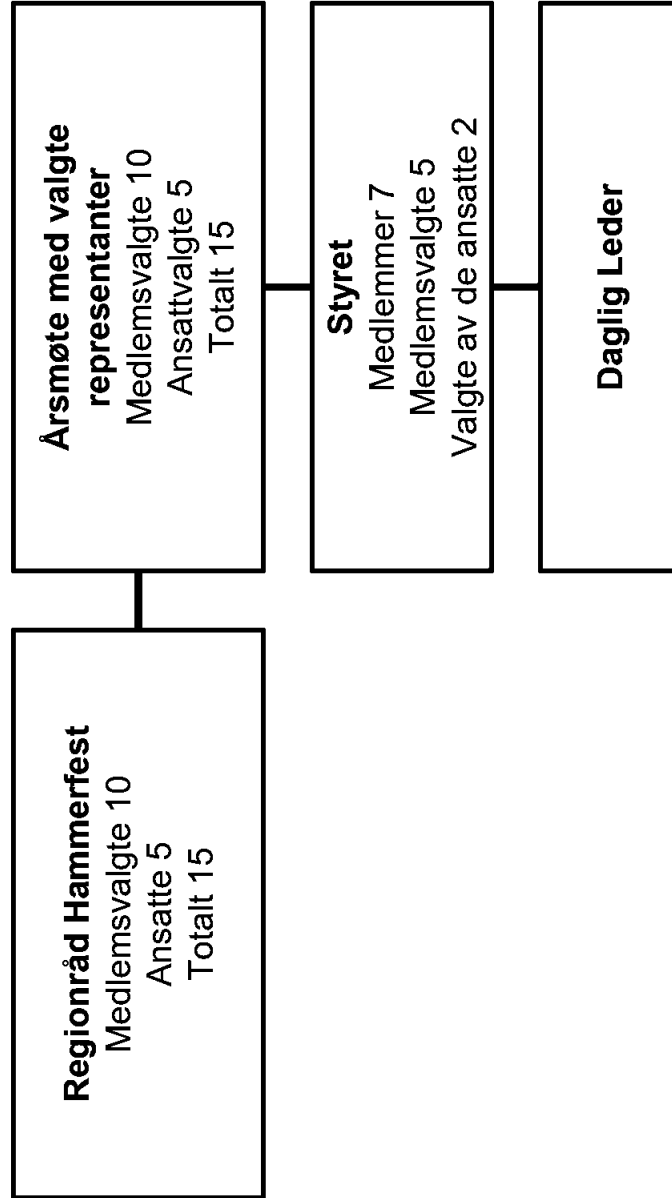 Regionråd Hammerfest
Medlemsvalgte 10
Ansatte 5
Totalt 15
Årsmøte med valgte
representanter
Medlemsvalgte 10
Ansattvalgte 5
Totalt 15
Styret
Medlemmer 7
Medlemsvalgte 5
Valgte av de ansatte 2
Daglig Leder